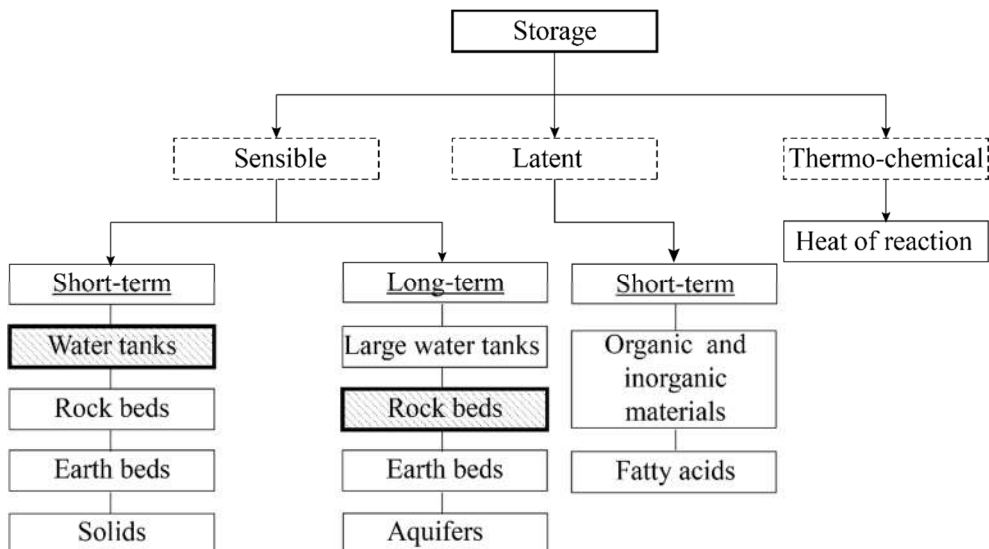 Storage
Sensible
Latent
Thermo-chemical
Heat of reaction
Short-term
Long-term
Short-term
Water tanks
Large water tanks
Organic and
inorganic
materials
Rock beds
Rock beds
Earth beds
Earth beds
Fatty acids
Solids
Aquifers